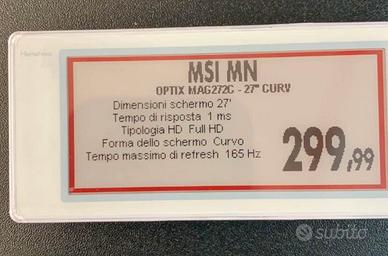 MSI MN
OPTIX MAG272C - 27" CURV
Dimensioni schermo 27'
Tempo di risposta 1 ms
Tipologia HD Full HD
Forma dello schermo Curvo
Tempo massimo di refresh 165 Hz
299,99
subito